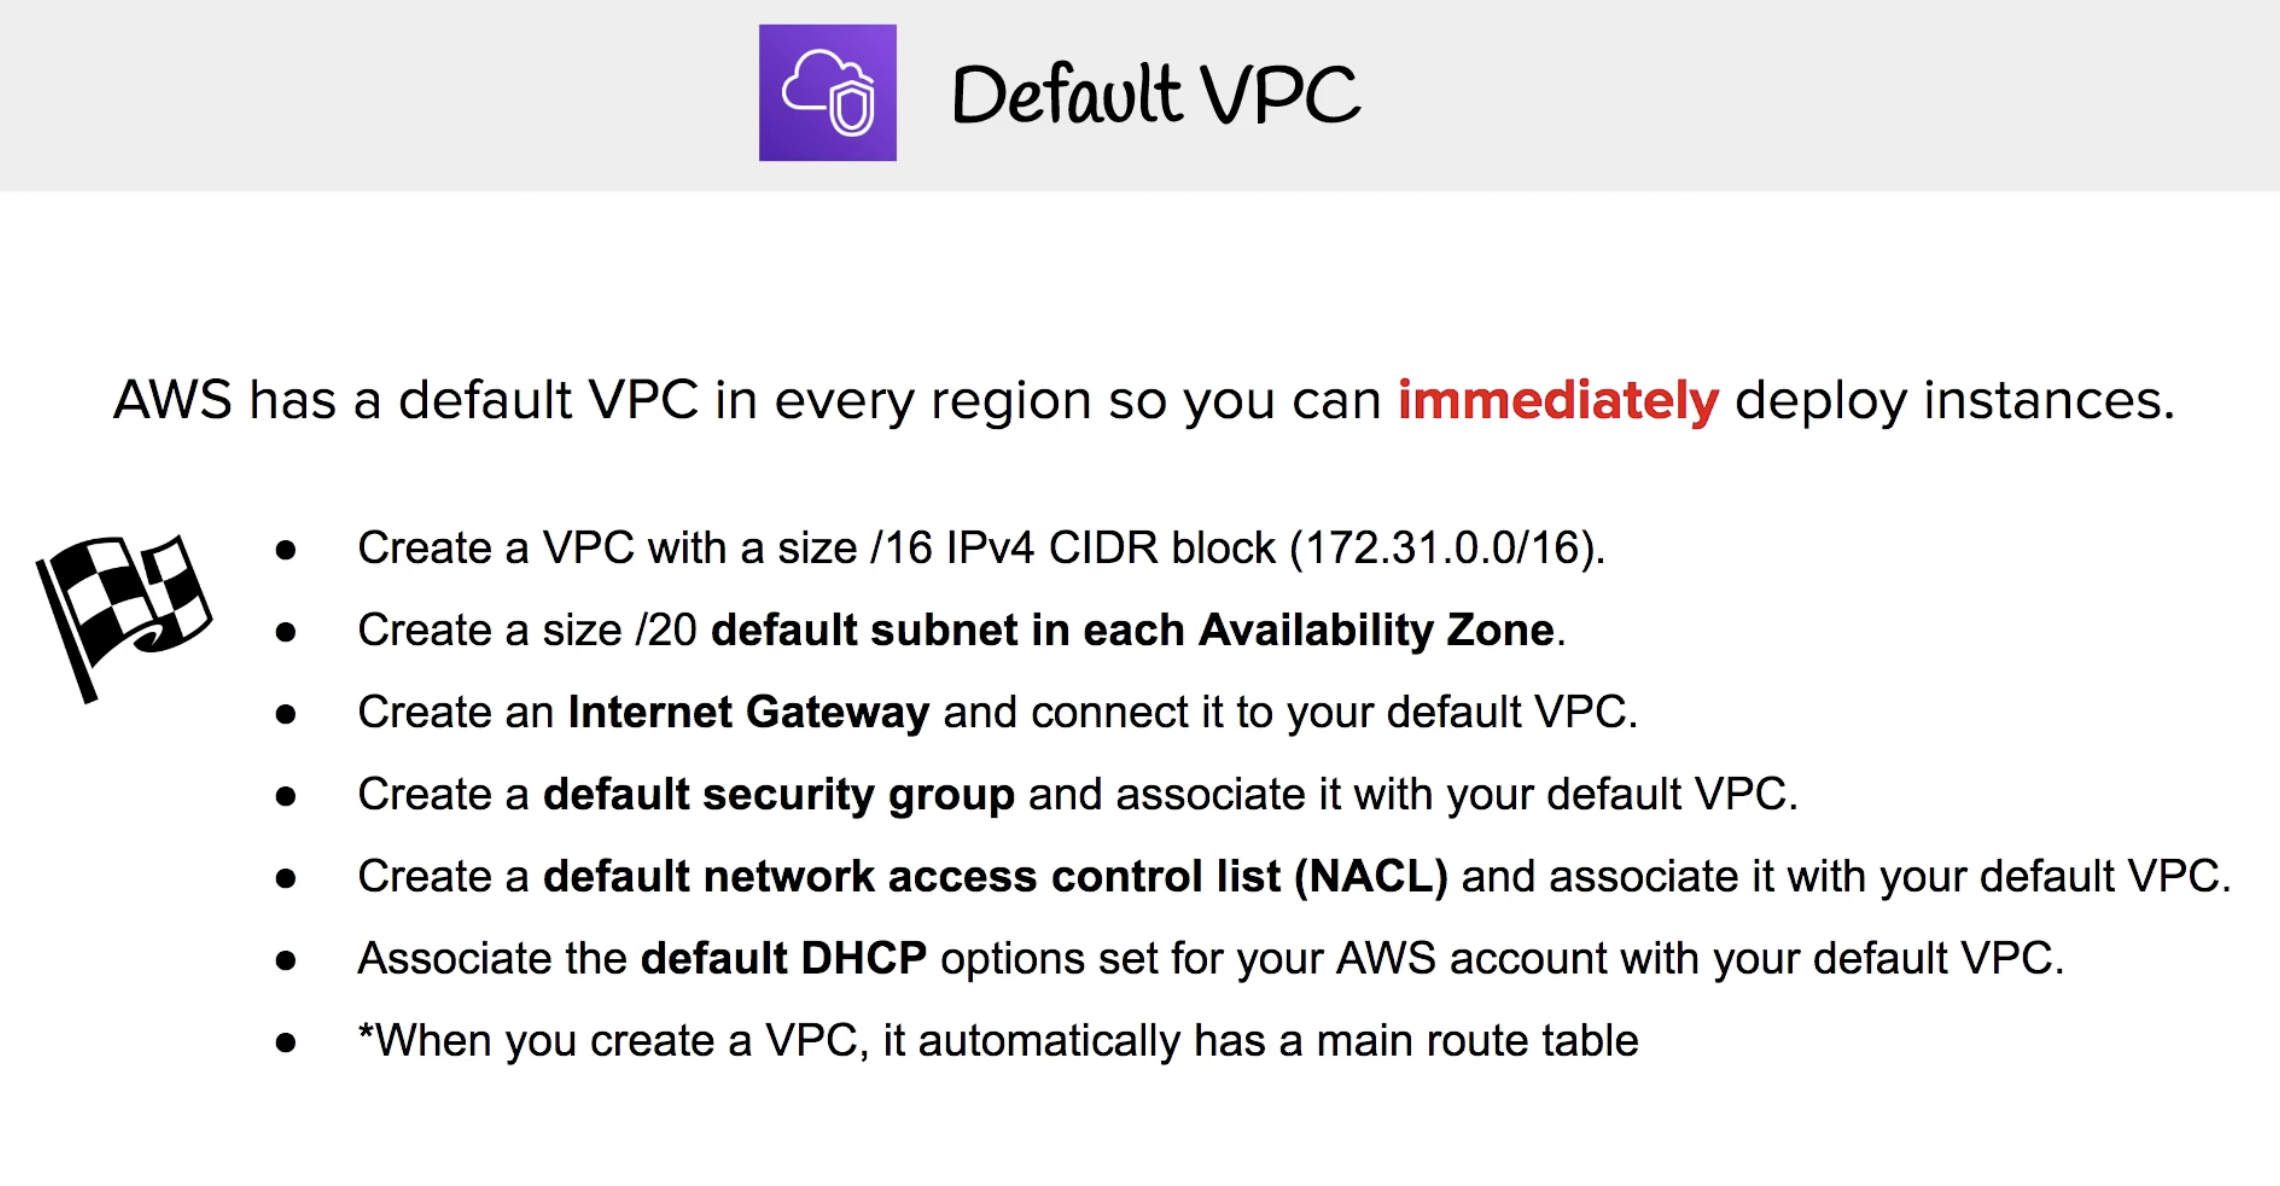 Default VPC
AWS has a default VPC in every region so you can immediately deploy instances.
● Create a VPC with a size /16 IPv4 CIDR block (172.31.0.0/16).
● Create a size /20 default subnet in each Availability Zone.
● Create an Internet Gateway and connect it to your default VPC.
● Create a default security group and associate it with your default VPC.
● Create a default network access control list (NACL) and associate it with your default VPC.
● Associate the default DHCP options set for your AWS account with your default VPC.
● *When you create a VPC, it automatically has a main route table